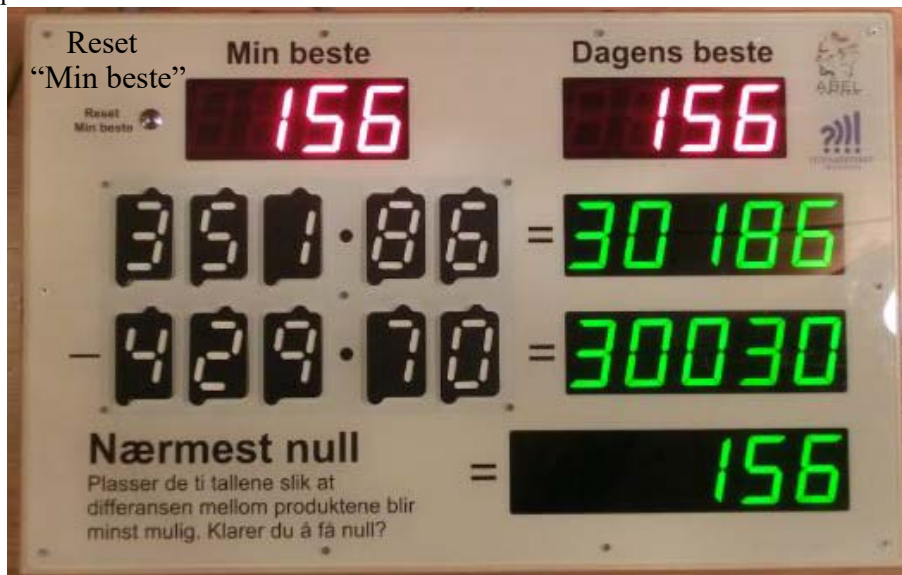 Reset
“Min beste”
Min beste
Dagens beste
Reset
Min beste
156
156
ABEL
351 · 86 = 30186
– 429 · 70 = 30030
Nærmest null
Plasser de ti tallene slik at
differansen mellom produktene blir
minst mulig. Klarer du å få null?
= 156